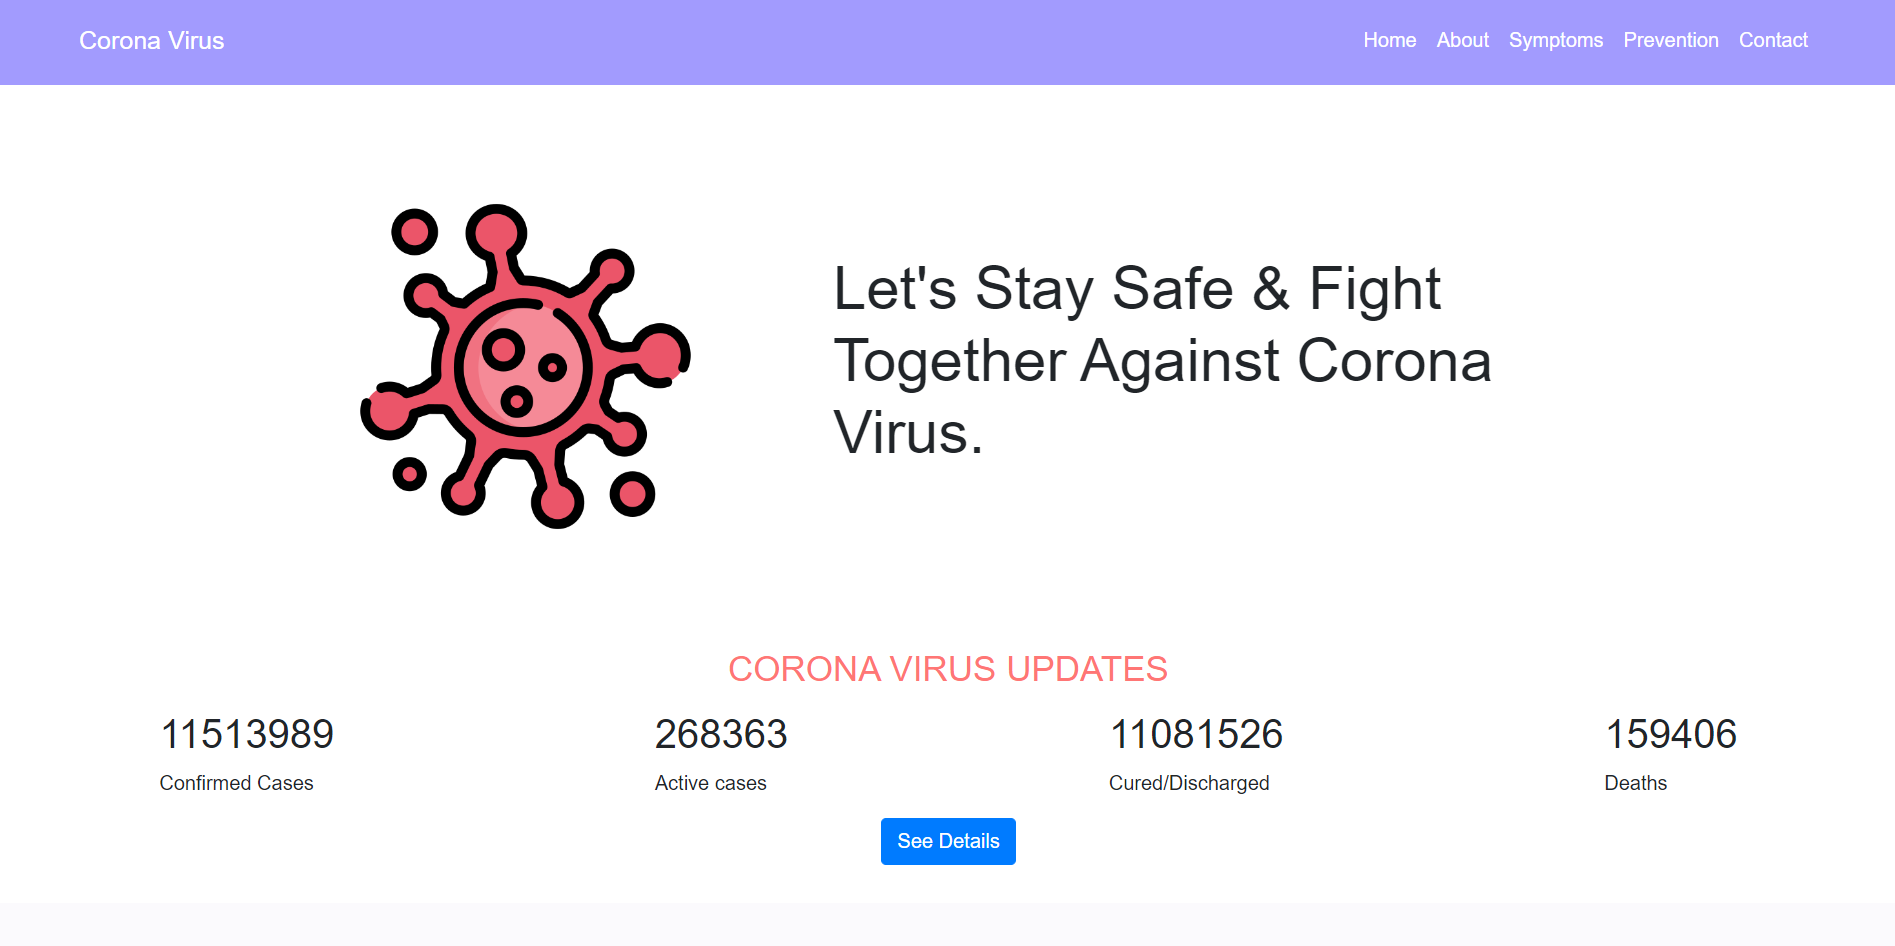 Corona Virus
Home About Symptoms Prevention Contact
Let's Stay Safe & Fight
Together Against Corona
Virus.
CORONA VIRUS UPDATES
11513989 268363 11081526 159406
Confirmed Cases Active cases Cured/Discharged Deaths
See Details